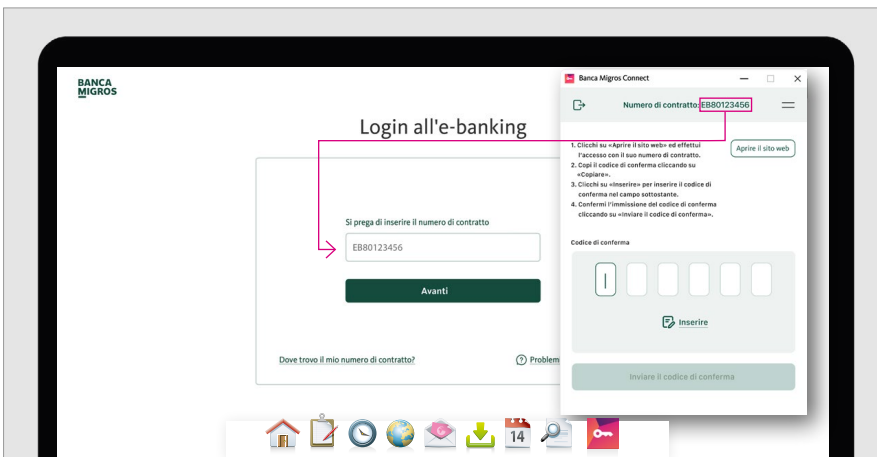 BANCA
MIGROS
Login all'e-banking
Si prega di inserire il numero di contratto
EB80123456
Avanti
Dove trovo il mio numero di contratto?
Problem
Banca Migros Connect
Numero di contratto: EB80123456
1. Clicchi su «Aprire il sito web» ed effettui
l'accesso con il suo numero di contratto.
2. Copi il codice di conferma cliccando su
«Copiare».
3. Clicchi su «Inserire» per inserire il codice di
conferma nel campo sottostante.
4. Confermi l'immissione del codice di conferma
cliccando su «Inviare il codice di conferma».
Aprire il sito web
Codice di conferma
Inserire
Inviare il codice di conferma
14